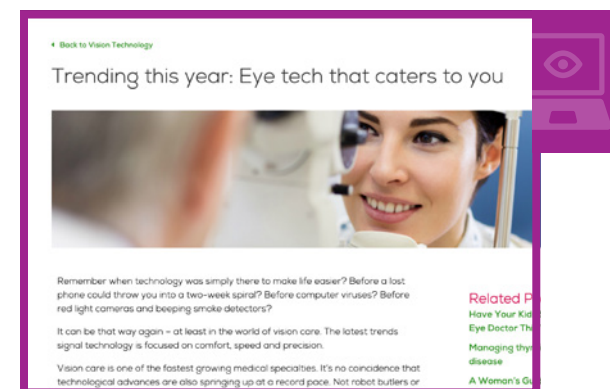 Back to Vision Technology
Trending this year: Eye tech that caters to you
Remember when technology was simply there to make life easier? Before a lost
phone could throw you into a two-week spiral? Before computer viruses? Before
red light cameras and beeping smoke detectors?
It can be that way again – at least in the world of vision care. The latest trends
signal technology is focused on comfort, speed and precision.
Vision care is one of the fastest growing medical specialties. It's no coincidence that
technological advances are also springing up at a record pace. Not robot butlers or
Related P
Have Your Kid
Eye Doctor Th
Managing thyr
disease
A Woman's Gu